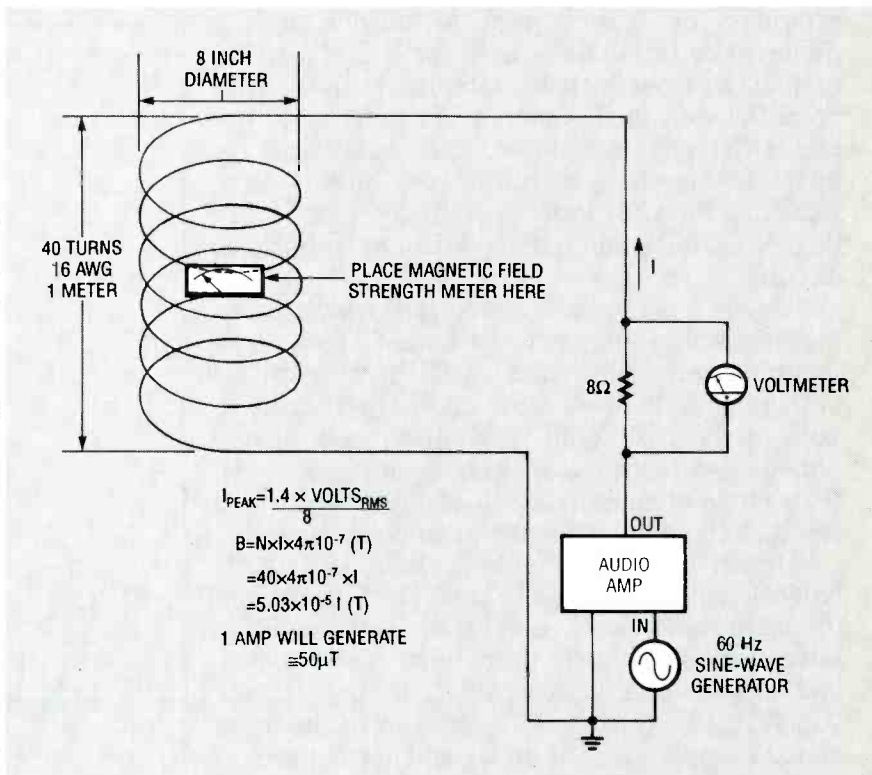 8 INCH
DIAMETER
40 TURNS
16 AWG
1 METER
PLACE MAGNETIC FIELD
STRENGTH METER HERE
I
8Ω
VOLTMETER
I_PEAK=1.4 × VOLTS_RMS
8
B=N×I×4π10⁻⁷ (T)
=40×4π10⁻⁷ ×I
=5.03×10⁻⁵ I (T)
1 AMP WILL GENERATE
≅50μT
OUT
AUDIO
AMP
IN
60 Hz
SINE-WAVE
GENERATOR